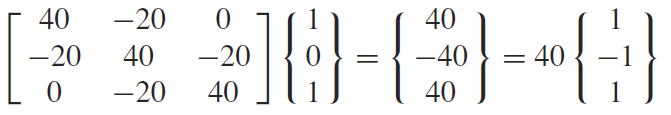 [ 40 −20 0 ] { 1 } { 40 } { 1 }
[ −20 40 −20 ] { 0 } = { −40 } = 40 { −1 }
[ 0 −20 40 ] { 1 } { 40 } { 1 }